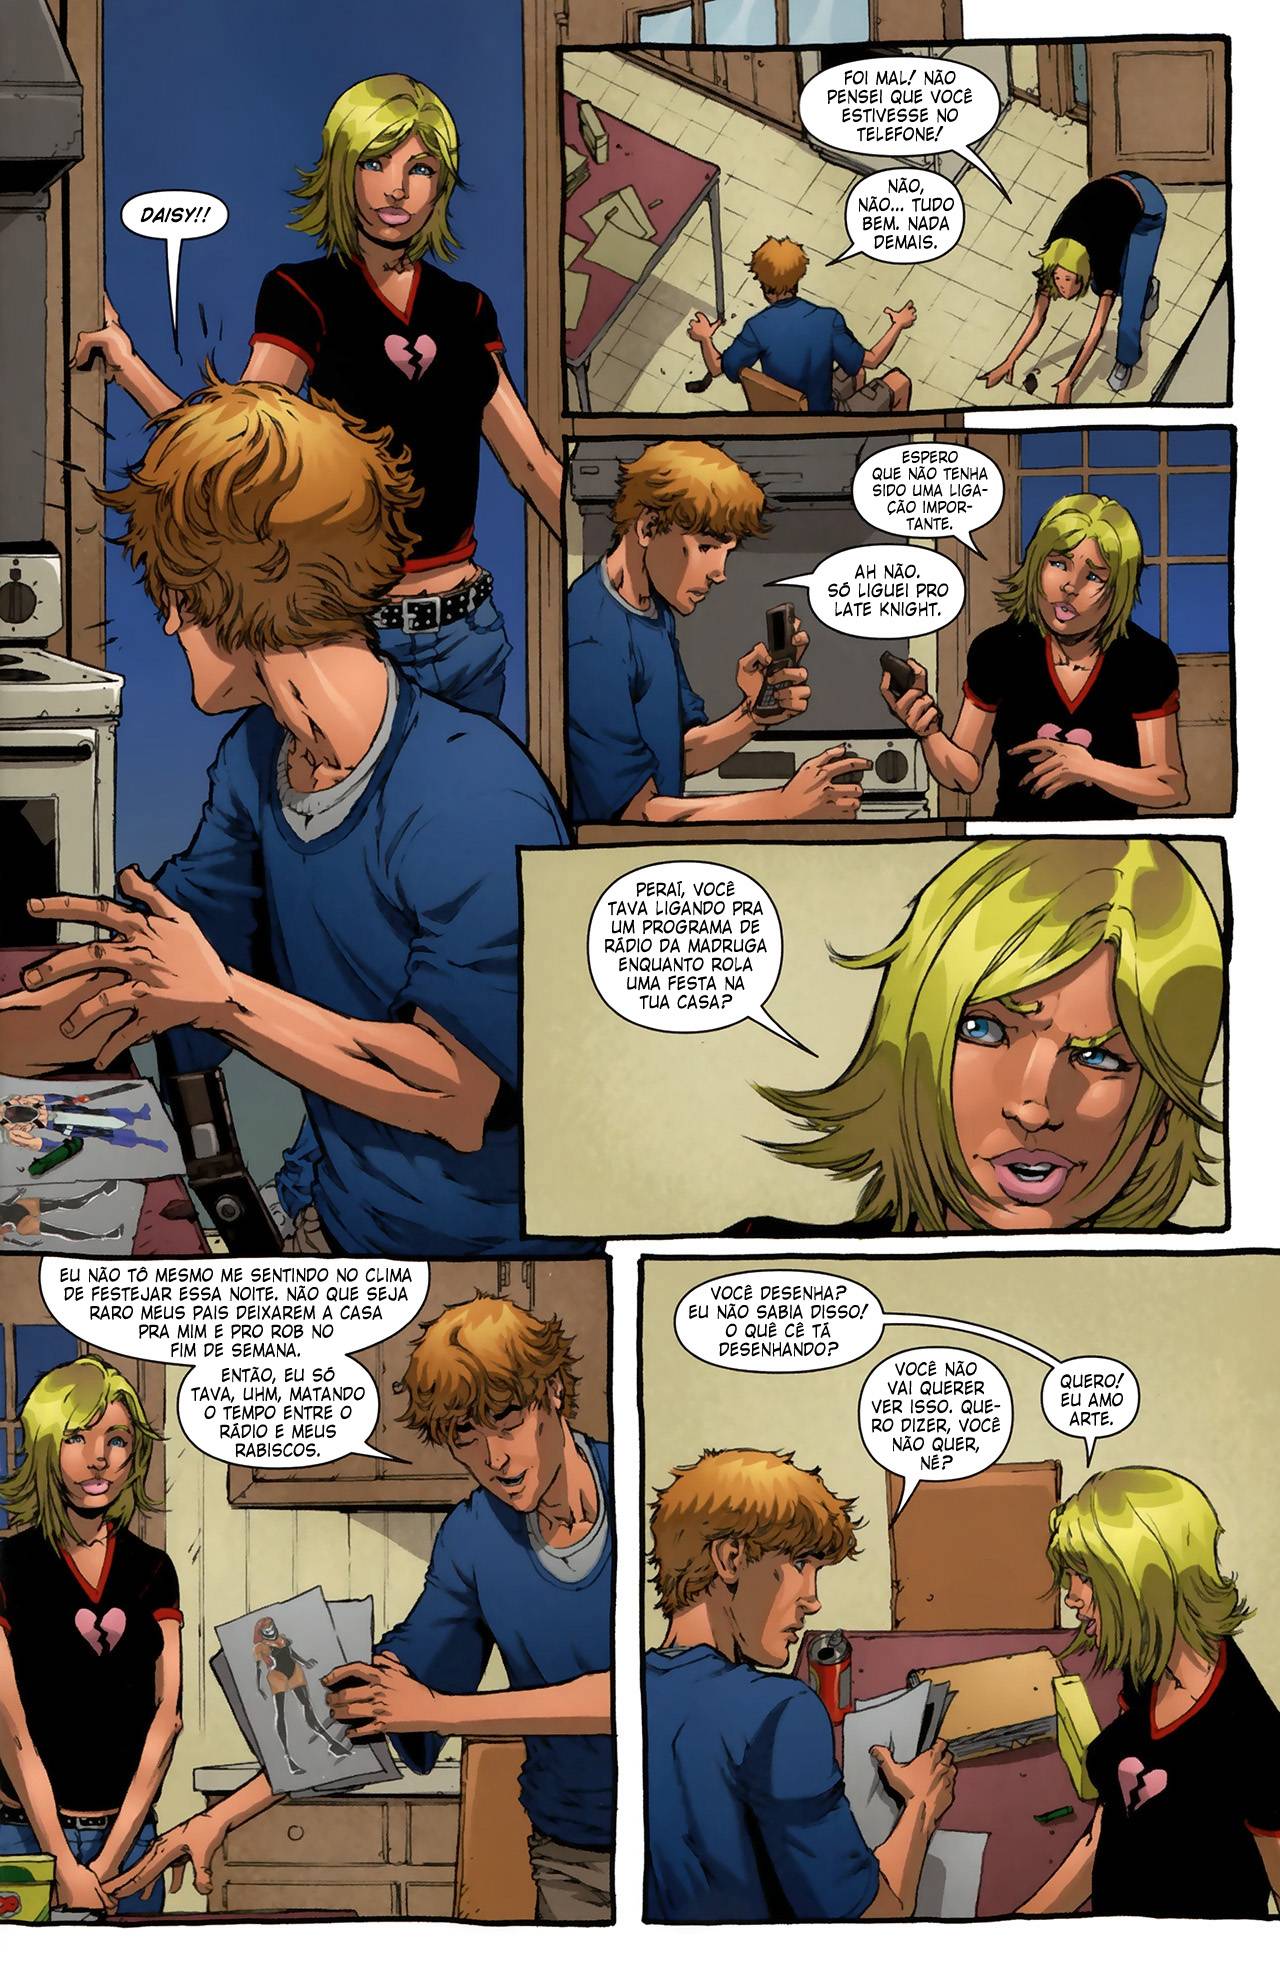 DAISY!!
FOI MAL! NÃO
PENSEI QUE VOCÊ
ESTIVESSE NO
TELEFONE!
NÃO,
NÃO... TUDO
BEM. NADA
DEMAIS.
ESPERO
QUE NÃO TENHA
SIDO UMA LIGA-
ÇÃO IMPOR-
TANTE.
AH NÃO.
SÓ LIGUEI PRO
LATE KNIGHT.
PERAÍ, VOCÊ
TAVA LIGANDO PRA
UM PROGRAMA DE
RÁDIO DA MADRUGA
ENQUANTO ROLA
UMA FESTA NA
TUA CASA?
EU NÃO TÔ MESMO ME SENTINDO NO CLIMA
DE FESTEJAR ESSA NOITE. NÃO QUE SEJA
RARO MEUS PAIS DEIXAREM A CASA
PRA MIM E PRO ROB NO
FIM DE SEMANA.
ENTÃO, EU SÓ
TAVA, UHM, MATANDO
O TEMPO ENTRE O
RÁDIO E MEUS
RABISCOS.
VOCÊ DESENHA?
EU NÃO SABIA DISSO!
O QUÊ CÊ TÁ
DESENHANDO?
VOCÊ NÃO
VAI QUERER
VER ISSO. QUE-
RO DIZER, VOCÊ
NÃO QUER,
NÉ?
QUERO!
EU AMO
ARTE.